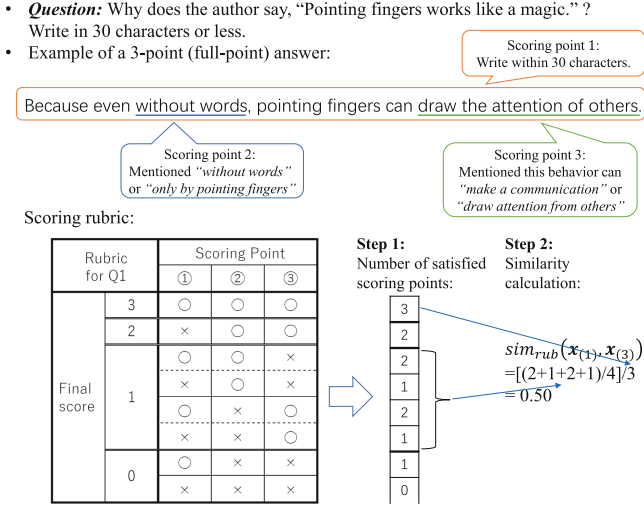 • Question: Why does the author say, “Pointing fingers works like a magic.” ?
Write in 30 characters or less.
• Example of a 3-point (full-point) answer:
Scoring point 1:
Write within 30 characters.
Because even without words, pointing fingers can draw the attention of others.
Scoring point 2:
Mentioned “without words”
or “only by pointing fingers”
Scoring point 3:
Mentioned this behavior can
“make a communication” or
“draw attention from others”
Scoring rubric:
Rubric
for Q1
Scoring Point
① ② ③
Final
score
3 ○ ○ ○
2 × ○ ○
1
○ ○ ×
× ○ ×
○ × ○
× × ○
0
○ × ×
× × ×
Step 1:
Number of satisfied
scoring points:
3
2
2
1
2
1
1
0
Step 2:
Similarity
calculation:
sim_rub(x_(1), x_(3))
=[(2+1+2+1)/4]/3
= 0.50